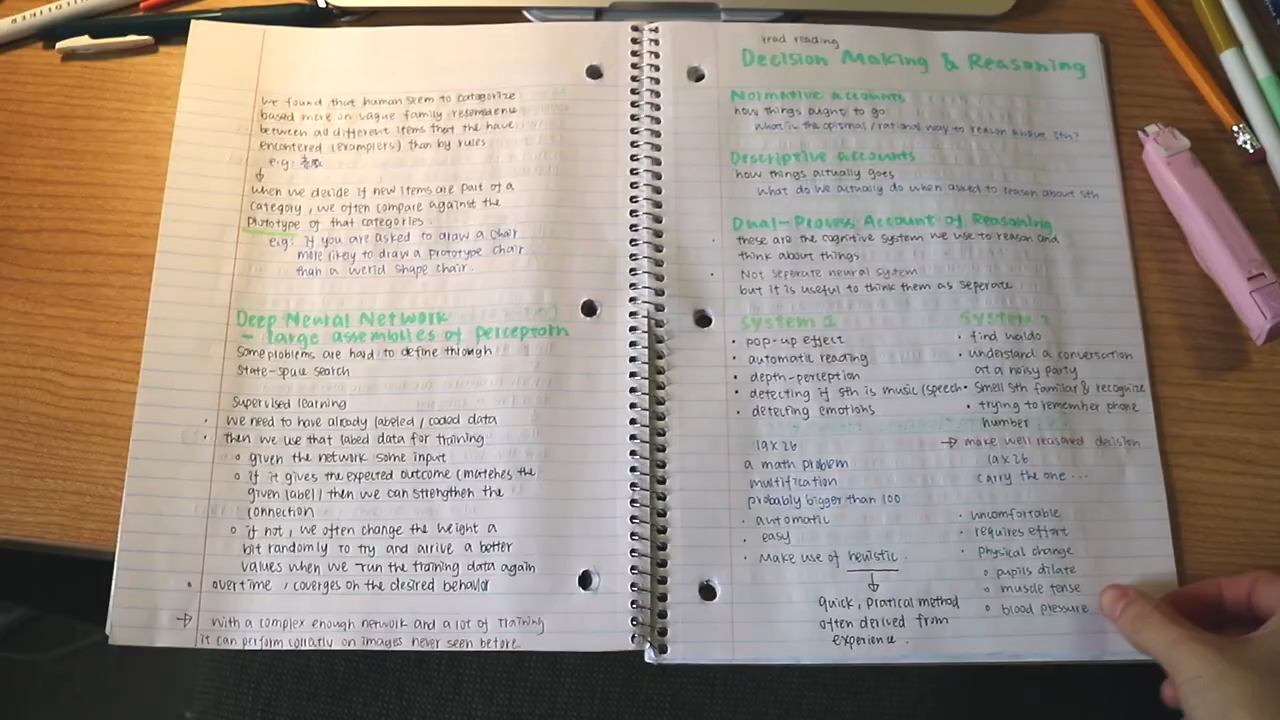 We found that human seem to categorize
based more on vague family resemblence
between all different items that the have
encontered (exemplers) than by rules
e.g:
when we decide if new items are part of a
category, we often compare against the
prototype of that categories.
e.g: if you are asked to draw a chair
more likely to draw a prototype chair
than a weird shape chair.
Deep Neural Network
- large assemblies of perceptorn
Some problems are hard to define through
state-space search
Supervised learning
we need to have already labeled / coded data
then we use that labed data for training
given the network some input
if it gives the expected outcome (matches the
given label) then we can strengthen the
connection
if not, we often change the weight a
bit randomly to try and arrive a better
values when we run the training data again
overtime, coverges on the desired behavior
→ with a complex enough network and a lot of training
it can perform corratly on images never seen before.
read reading
Decision Making & Reasoning
Normative accounts
how things ought to go
what is the optimal / rational way to reason about sth?
Descriptive accounts
how things actually goes
what do we actually do when asked to reason about sth
Dual-Process Account of Reasoning
these are the cognitive system we use to reason and
think about things
Not seperate neural system
but it is useful to think them as seperate
System 1
• pop-up effect
• automatic reading
• depth-perception
• detecting if sth is music/speech
• detecting emotions
19 x 26
a math problem
multification
probably bigger than 100
• automatic
• easy
• Make use of heuistic.
quick, pratical method
often derived from
experience.
System 2
• find waldo
• understand a conversation
at a noisy party
• smell sth familar & recognize
• trying to remember phone
number
→ make well reasoned decision
19 x 26
carry the one...
• uncomfortable
• requires effort
• physical change
pupils dilate
muscle tense
blood pressure